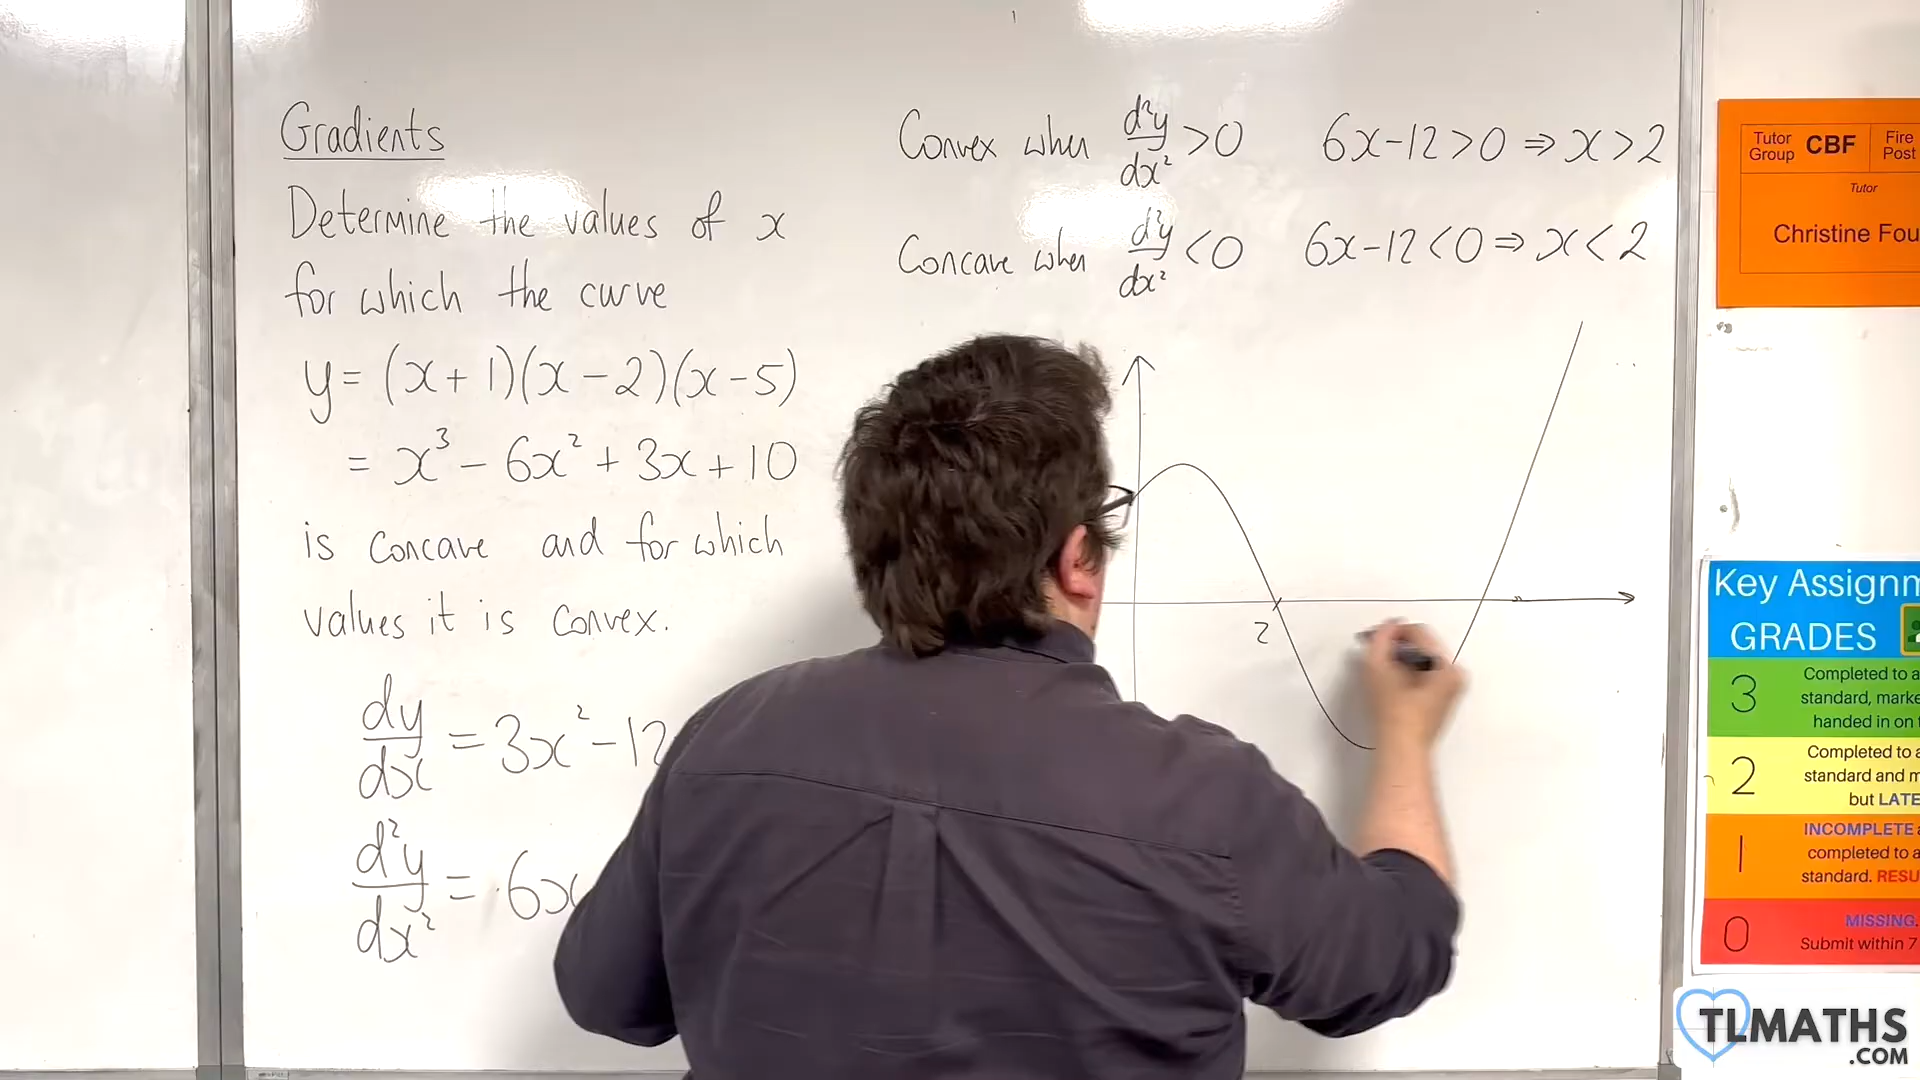 Gradients
Determine the values of x
for which the curve
y = (x+1)(x-2)(x-5)
= x³ - 6x² + 3x + 10
is concave and for which
values it is convex.
dy/dx = 3x² - 12
d²y/dx² = 6x
Convex when d²y/dx² > 0 6x-12>0 ⇒ x>2
Concave when d²y/dx² < 0 6x-12<0 ⇒ x<2
2
Tutor Group CBF Fire Post
Tutor
Christine
Key
GRADES
3 Completed to a
standard,
handed in on
2 Completed to
standard and
but LATE
1 INCOMPLETE
completed to a
standard.
0 MISSING.
Submit within 7
TLMATHS
.COM